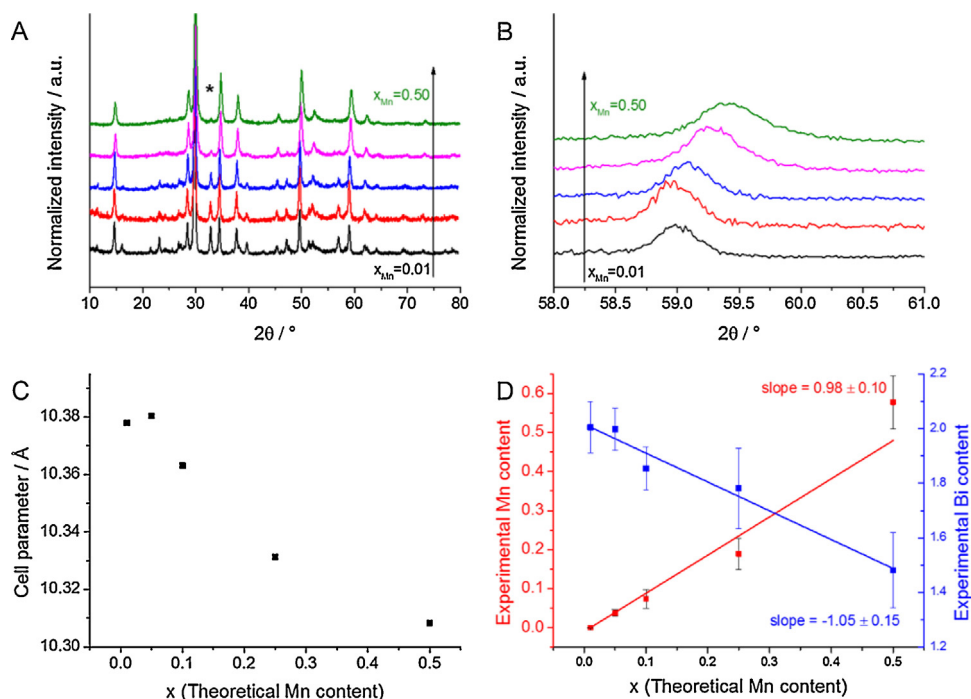 A
*
x_Mn=0.50
x_Mn=0.01
Normalized intensity / a.u.
10 20 30 40 50 60 70 80
2θ / °
B
x_Mn=0.50
x_Mn=0.01
Normalized intensity / a.u.
58.0 58.5 59.0 59.5 60.0 60.5 61.0
2θ / °
C
Cell parameter / Å
10.38
10.36
10.34
10.32
10.30
0.0 0.1 0.2 0.3 0.4 0.5
x (Theoretical Mn content)
D
slope = 0.98 ± 0.10
slope = -1.05 ± 0.15
Experimental Mn content
0.6
0.5
0.4
0.3
0.2
0.1
0.0
Experimental Bi content
2.2
2.0
1.8
1.6
1.4
1.2
0.0 0.1 0.2 0.3 0.4 0.5
x (Theoretical Mn content)